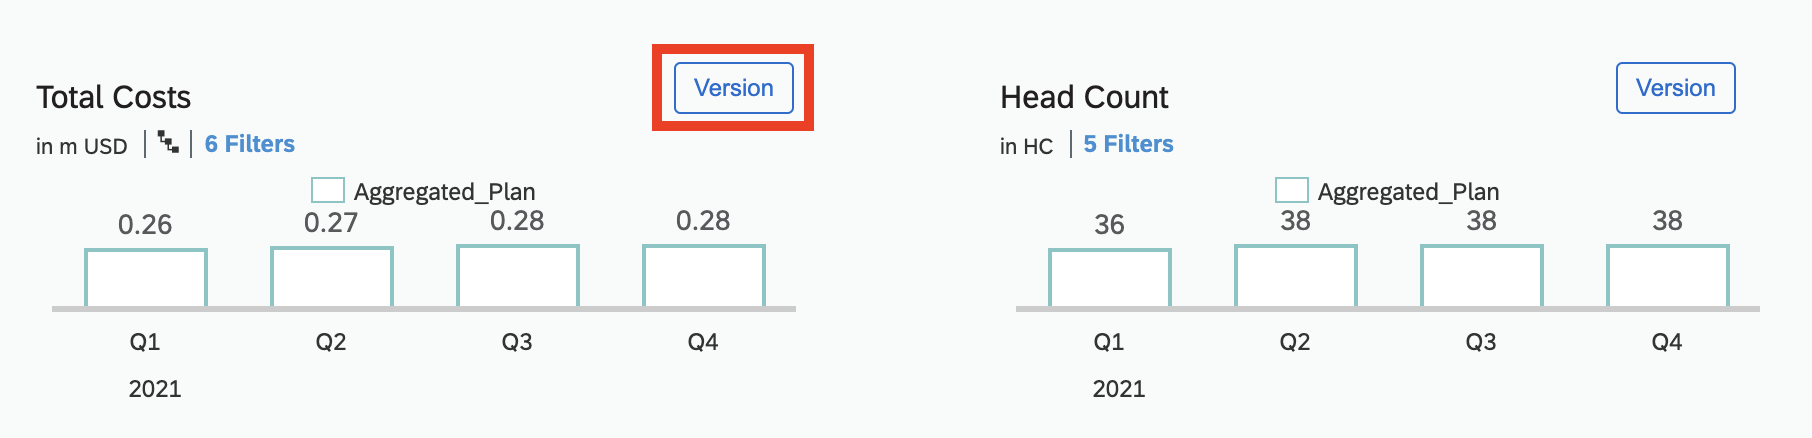 Total Costs
Version
in m USD
6 Filters
Aggregated_Plan
0.26 0.27 0.28 0.28
Q1 Q2 Q3 Q4
2021
Head Count
Version
in HC
5 Filters
Aggregated_Plan
36 38 38 38
Q1 Q2 Q3 Q4
2021